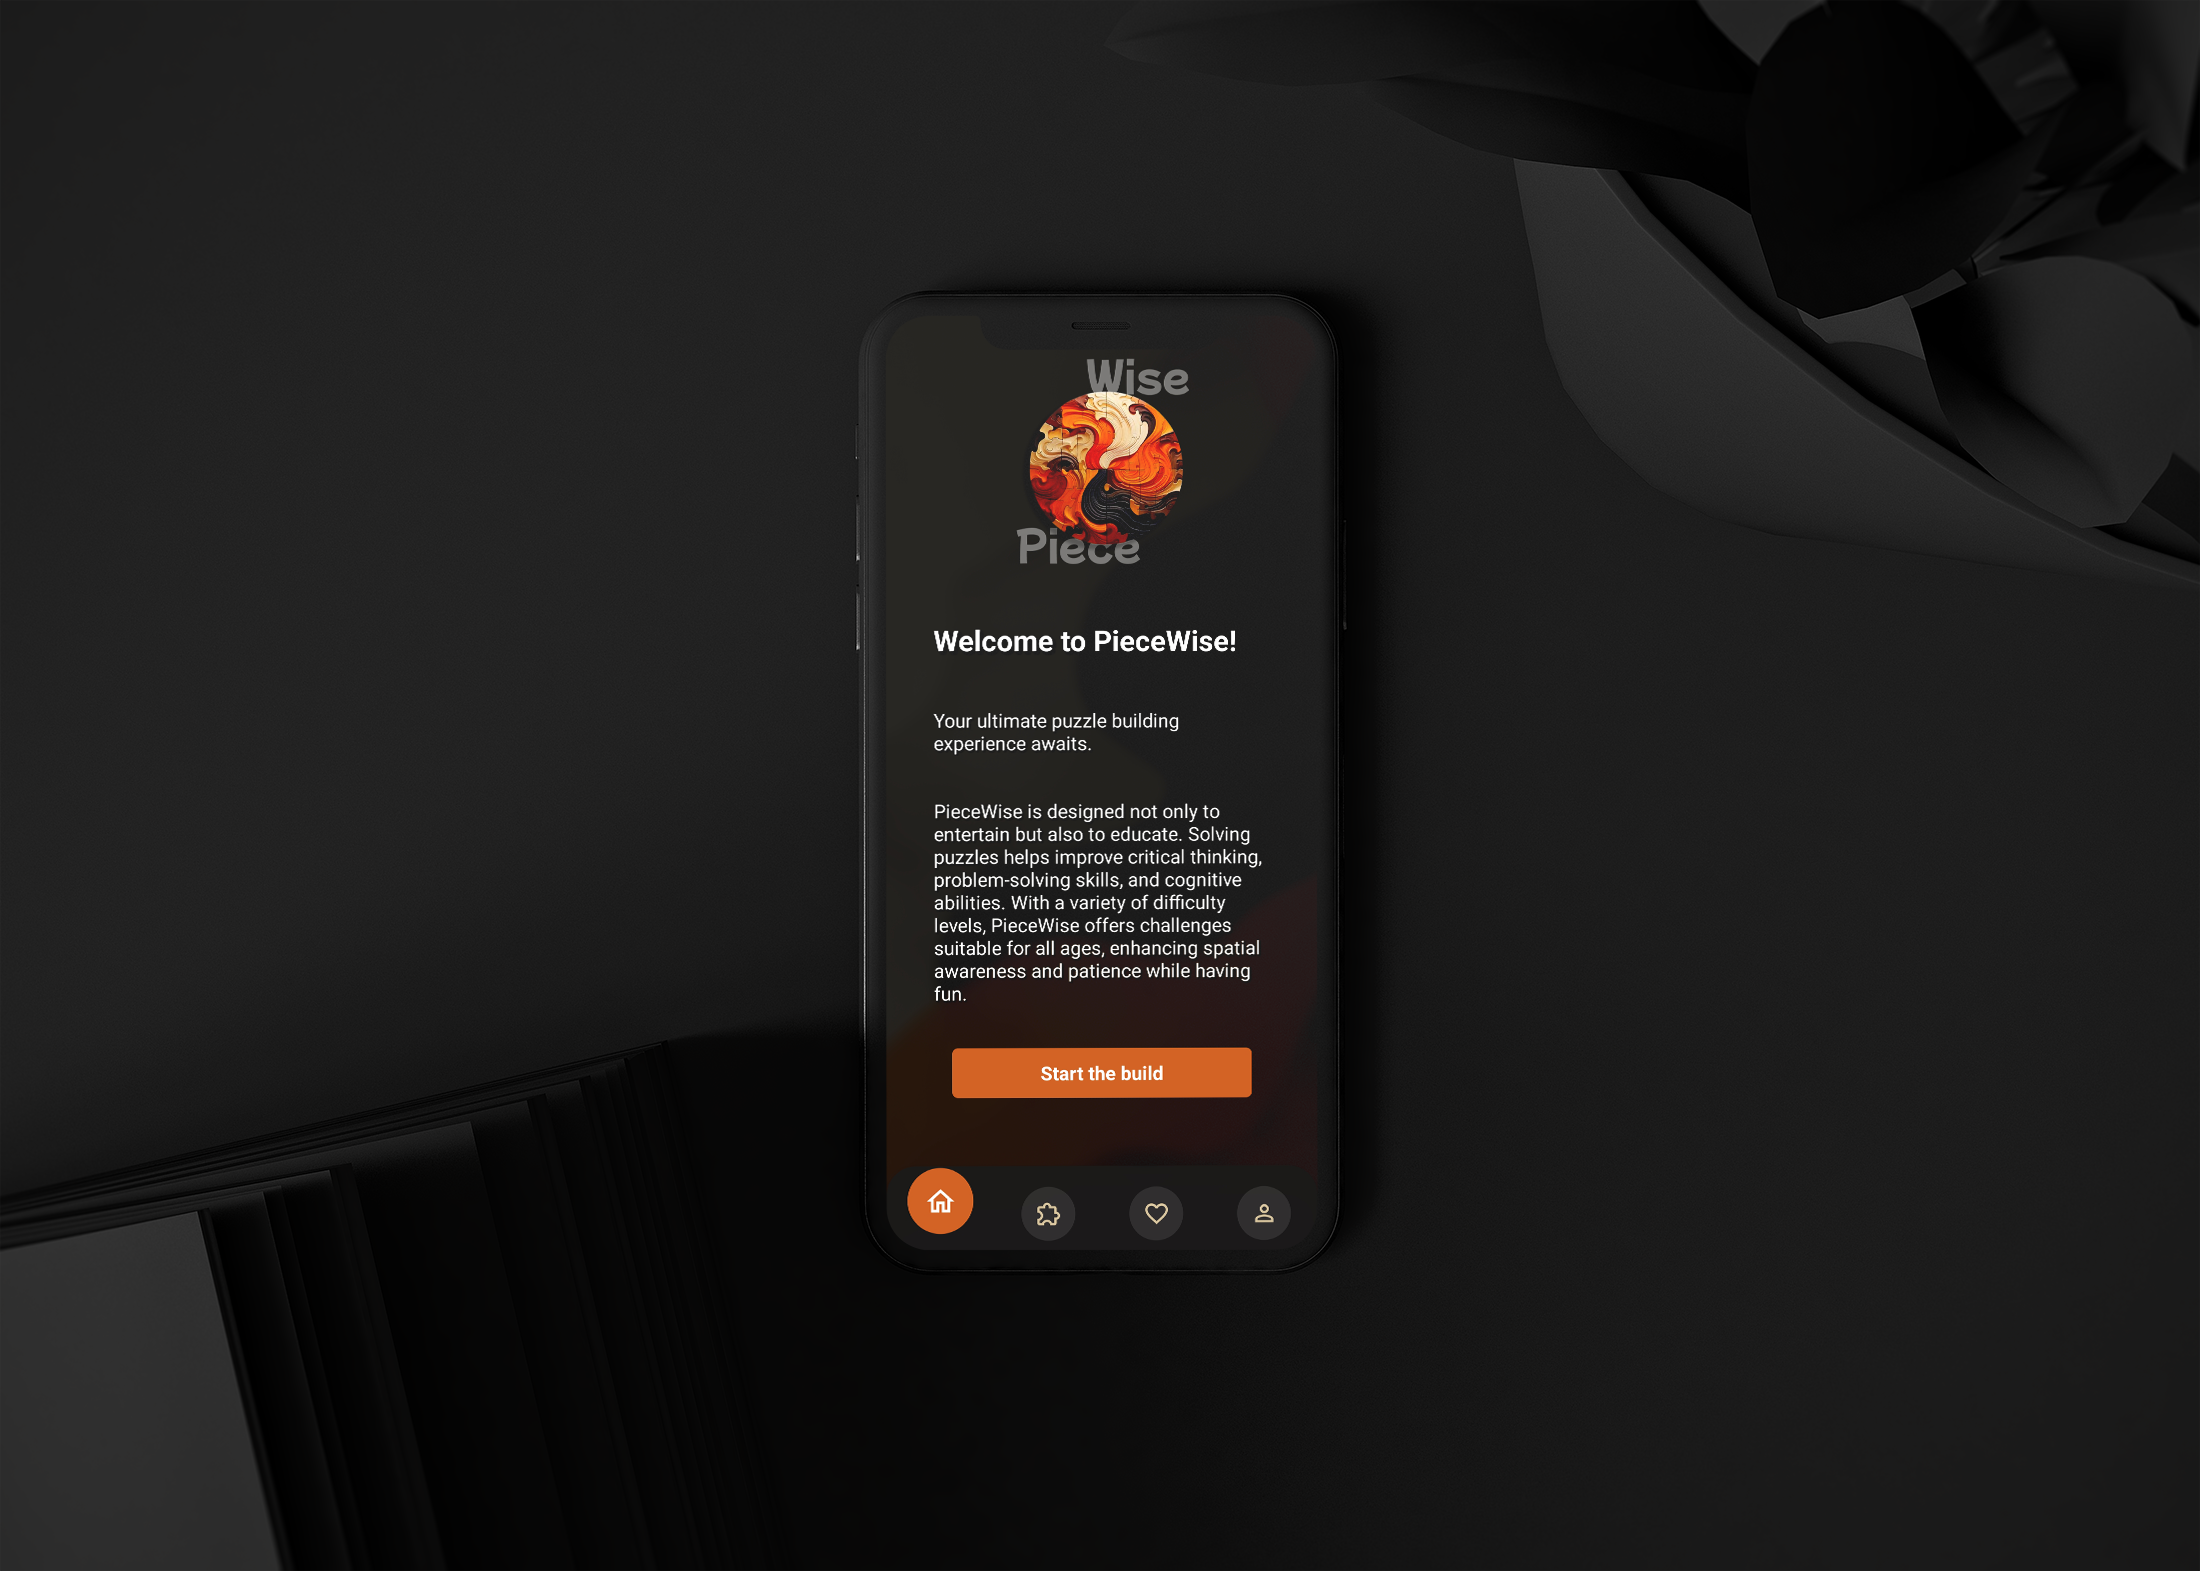 Wise
Piece
Welcome to PieceWise!
Your ultimate puzzle building
experience awaits.
PieceWise is designed not only to
entertain but also to educate. Solving
puzzles helps improve critical thinking,
problem-solving skills, and cognitive
abilities. With a variety of difficulty
levels, PieceWise offers challenges
suitable for all ages, enhancing spatial
awareness and patience while having
fun.
Start the build